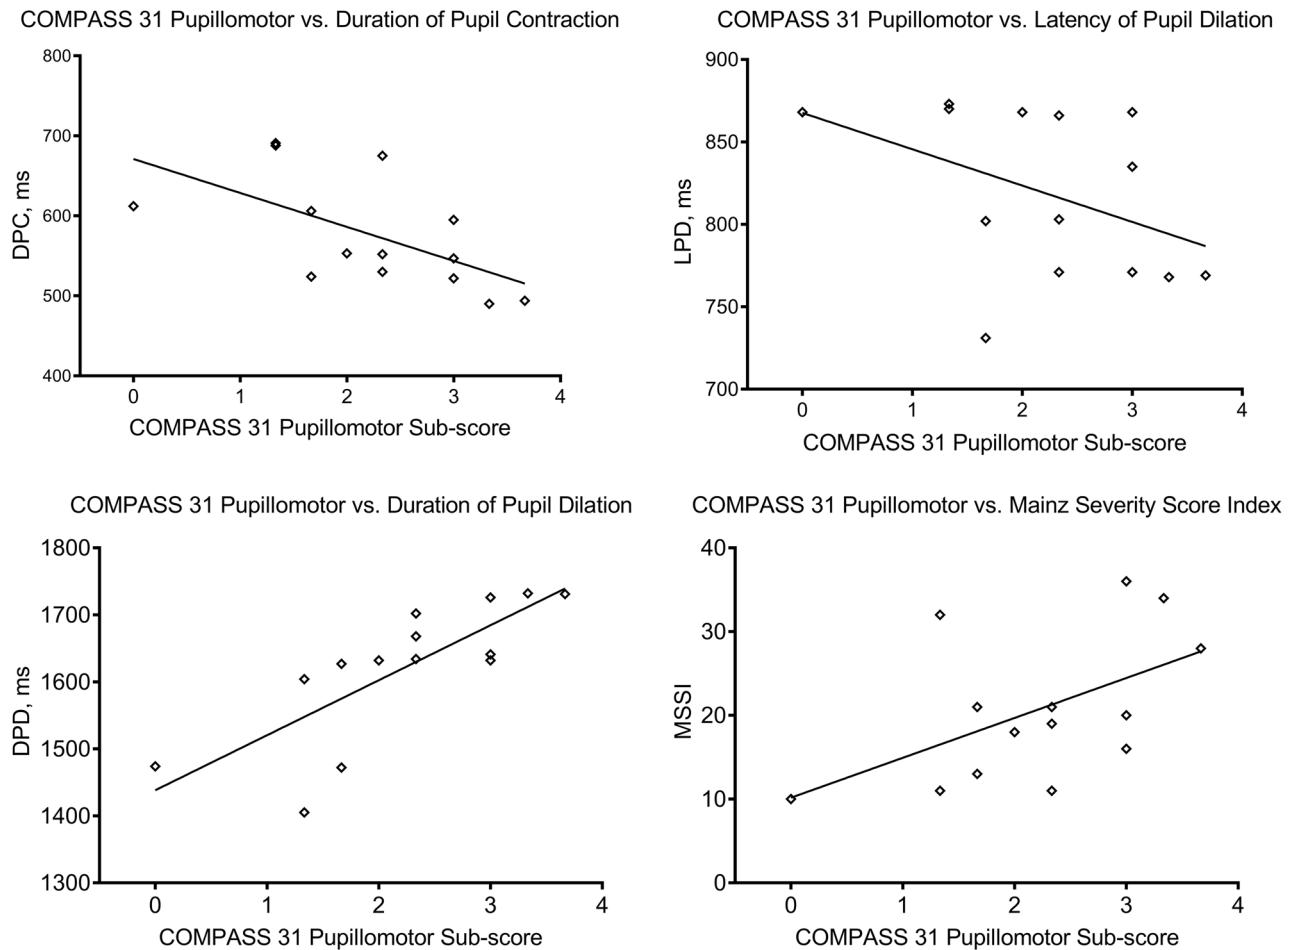 COMPASS 31 Pupillomotor vs. Duration of Pupil Contraction
800
700
600
500
400
DPC, ms
0 1 2 3 4
COMPASS 31 Pupillomotor Sub-score
COMPASS 31 Pupillomotor vs. Latency of Pupil Dilation
900
850
800
750
700
LPD, ms
0 1 2 3 4
COMPASS 31 Pupillomotor Sub-score
COMPASS 31 Pupillomotor vs. Duration of Pupil Dilation
1800
1700
1600
1500
1400
1300
DPD, ms
0 1 2 3 4
COMPASS 31 Pupillomotor Sub-score
COMPASS 31 Pupillomotor vs. Mainz Severity Score Index
40
30
20
10
0
MSSI
0 1 2 3 4
COMPASS 31 Pupillomotor Sub-score